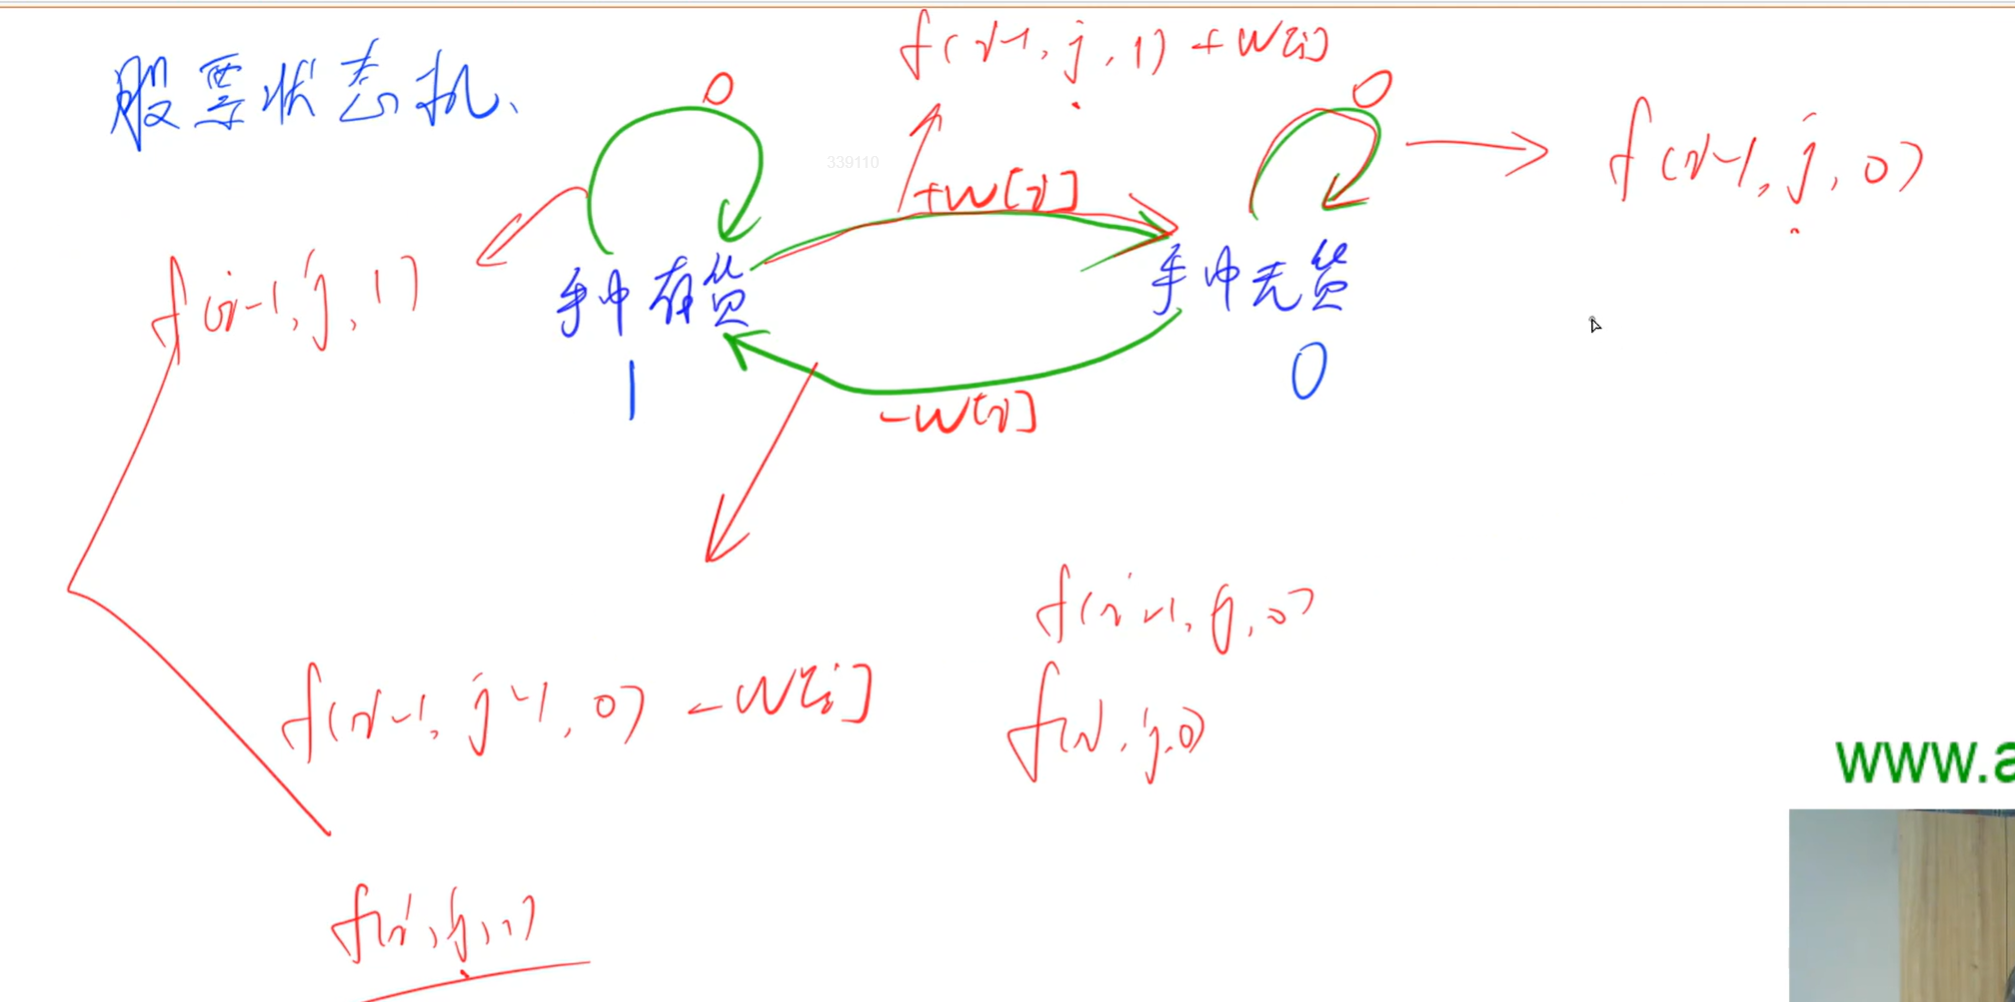 股票状态机、
f(i-1, j, 1) + w[i]
0
0
339110
+w[i]
f(i-1, j, 0)
f(i-1, j, 1)
手中有货
手中无货
1
0
-w[i]
f(i-1, j, 0)
f(i-1, j-1, 0) - w[i]
f(i, j, 0)
www.a
f(i, j, 1)